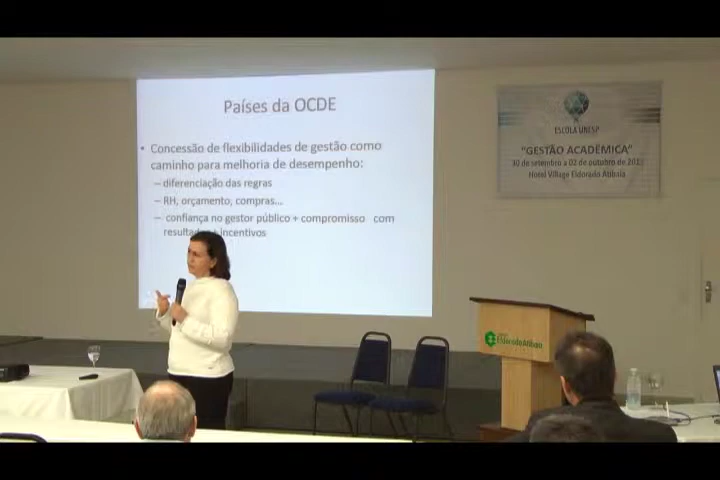 Países da OCDE
• Concessão de flexibilidades de gestão como
caminho para melhoria de desempenho:
– diferenciação das regras
– RH, orçamento, compras...
– confiança no gestor público + compromisso com
incentivos
ESCOLA UNESP
"GESTÃO ACADÊMICA"
30 de setembro a 02 de outubro de
Hotel Village Eldorado Atibaia
Eldorado Atibaia